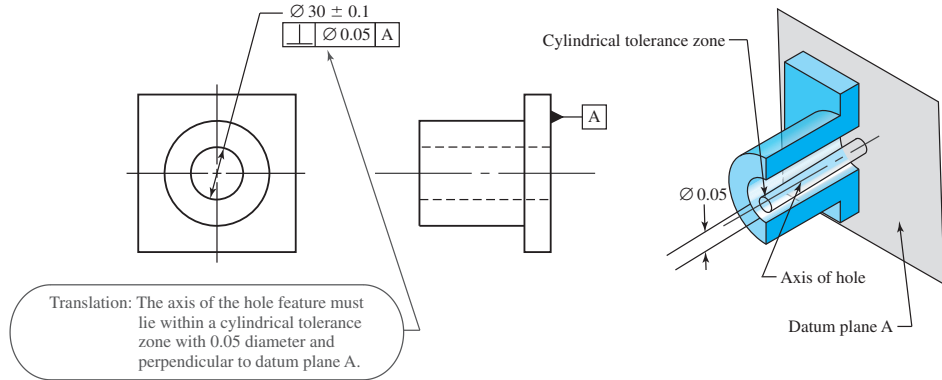 ∅ 30 ± 0.1
⊥ ∅ 0.05 A
A
Translation: The axis of the hole feature must
lie within a cylindrical tolerance
zone with 0.05 diameter and
perpendicular to datum plane A.
Cylindrical tolerance zone
∅ 0.05
Axis of hole
Datum plane A